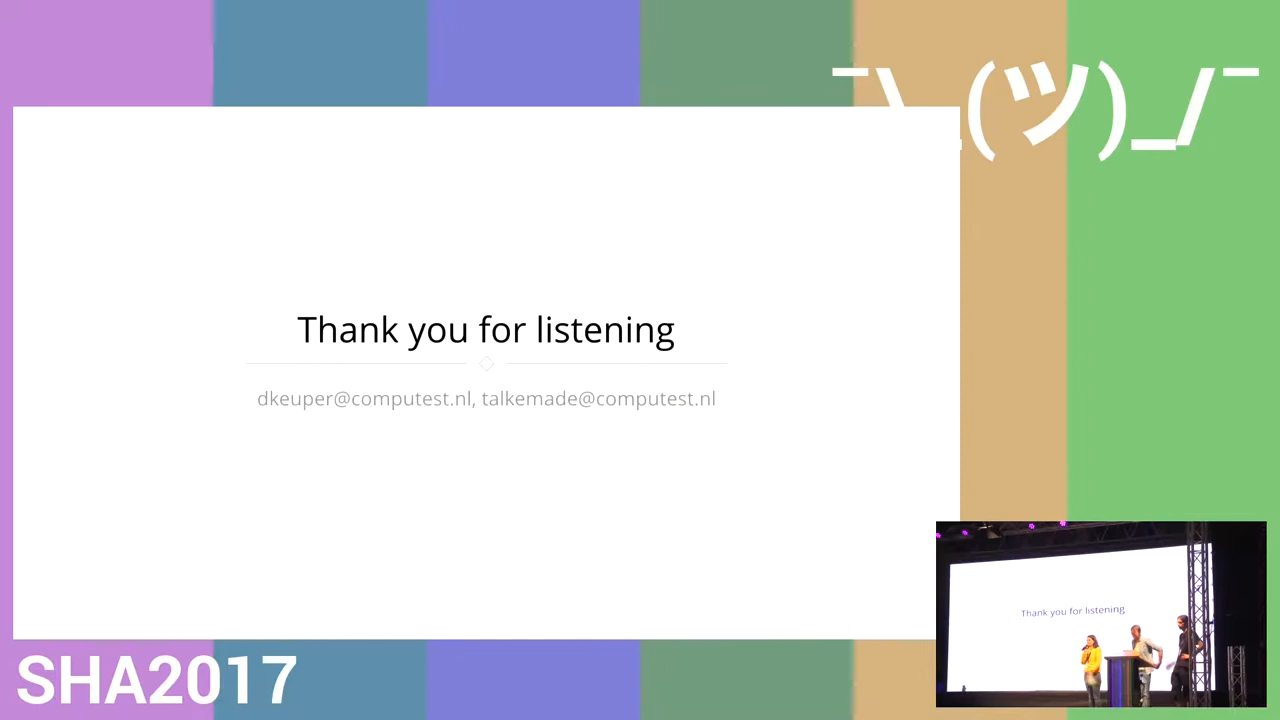 ¯\_(ツ)_/¯
Thank you for listening
dkeuper@computest.nl, talkemade@computest.nl
Thank you for listening
SHA2017